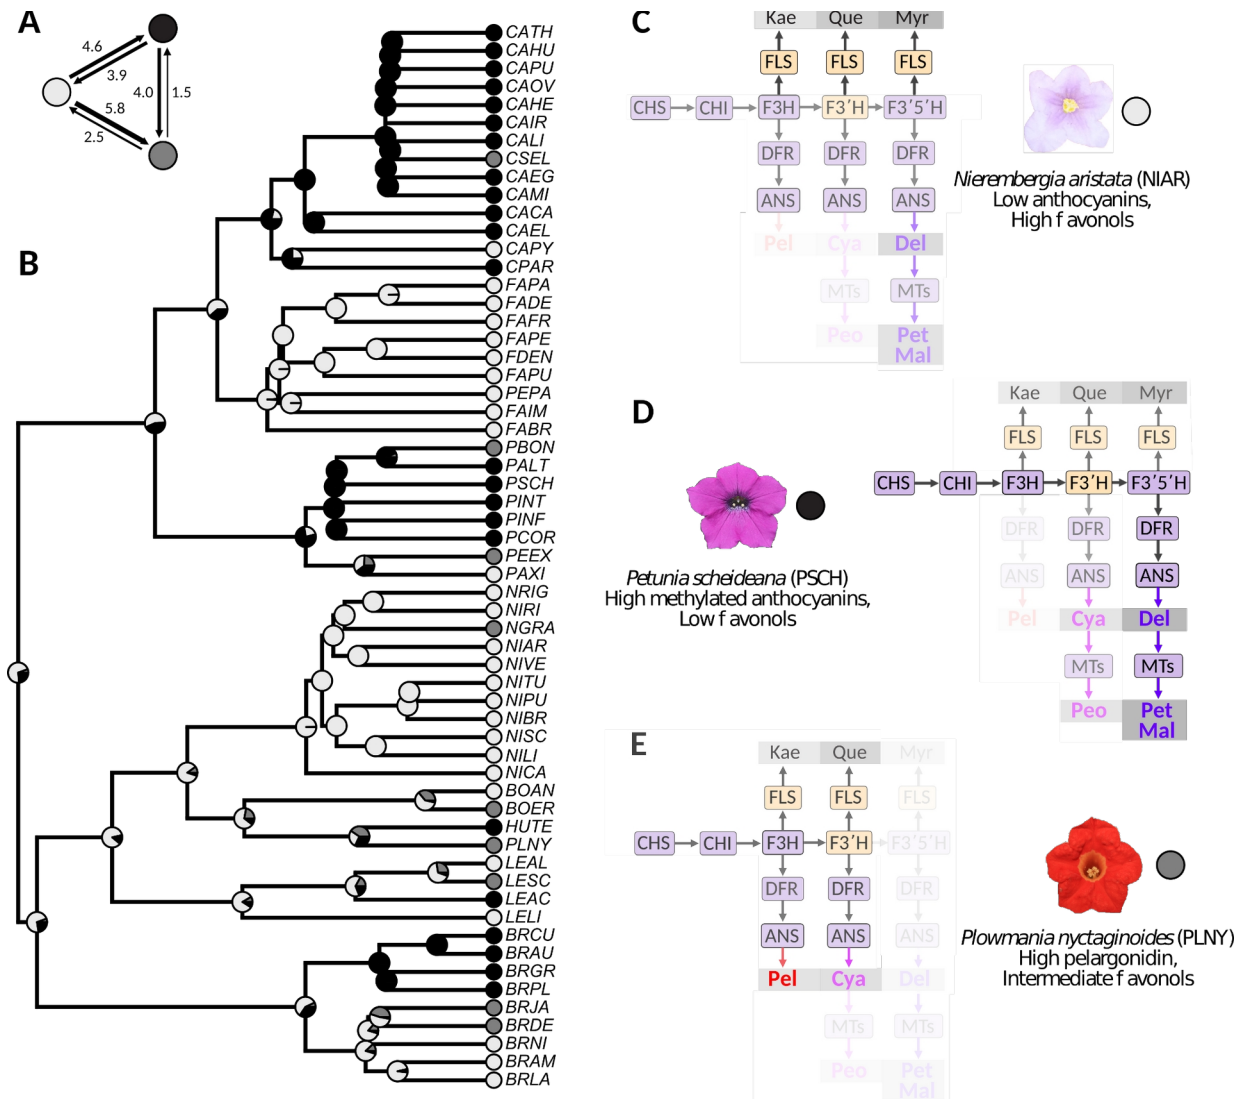 A
4.6
3.9
4.0
1.5
5.8
2.5
B
CATH
CAHU
CAPU
CAOV
CAHE
CAIR
CALI
CSEL
CAEG
CAMI
CACA
CAEL
CAPY
CPAR
FAPA
FADE
FAFR
FAPE
FDEN
FAPU
PEPA
FAIM
FABR
PBON
PALT
PSCH
PINT
PINF
PCOR
PEEX
PAXI
NRIG
NIRI
NGRA
NIAR
NIVE
NITU
NIPU
NIBR
NISC
NILI
NICA
BOAN
BOER
HUTE
PLNY
LEAL
LESC
LEAC
LELI
BRCU
BRAU
BRGR
BRPL
BRJA
BRDE
BRNI
BRAM
BRLA
C
Kae Que Myr
FLS FLS FLS
CHS CHI F3H F3'H F3'5'H
DFR DFR DFR
ANS ANS ANS
Pel Cya Del
MTs MTs
Peo Pet
Mal
Nierembergia aristata (NIAR)
Low anthocyanins,
High f avonols
D
Kae Que Myr
FLS FLS FLS
CHS CHI F3H F3'H F3'5'H
DFR DFR DFR
ANS ANS ANS
Pel Cya Del
MTs MTs
Peo Pet
Mal
Petunia scheideana (PSCH)
High methylated anthocyanins,
Low f avonols
E
Kae Que Myr
FLS FLS FLS
CHS CHI F3H F3'H F3'5'H
DFR DFR DFR
ANS ANS ANS
Pel Cya Del
MTs MTs
Peo Pet
Mal
Plowmania nyctaginoides (PLNY)
High pelargonidin,
Intermediate f avonols